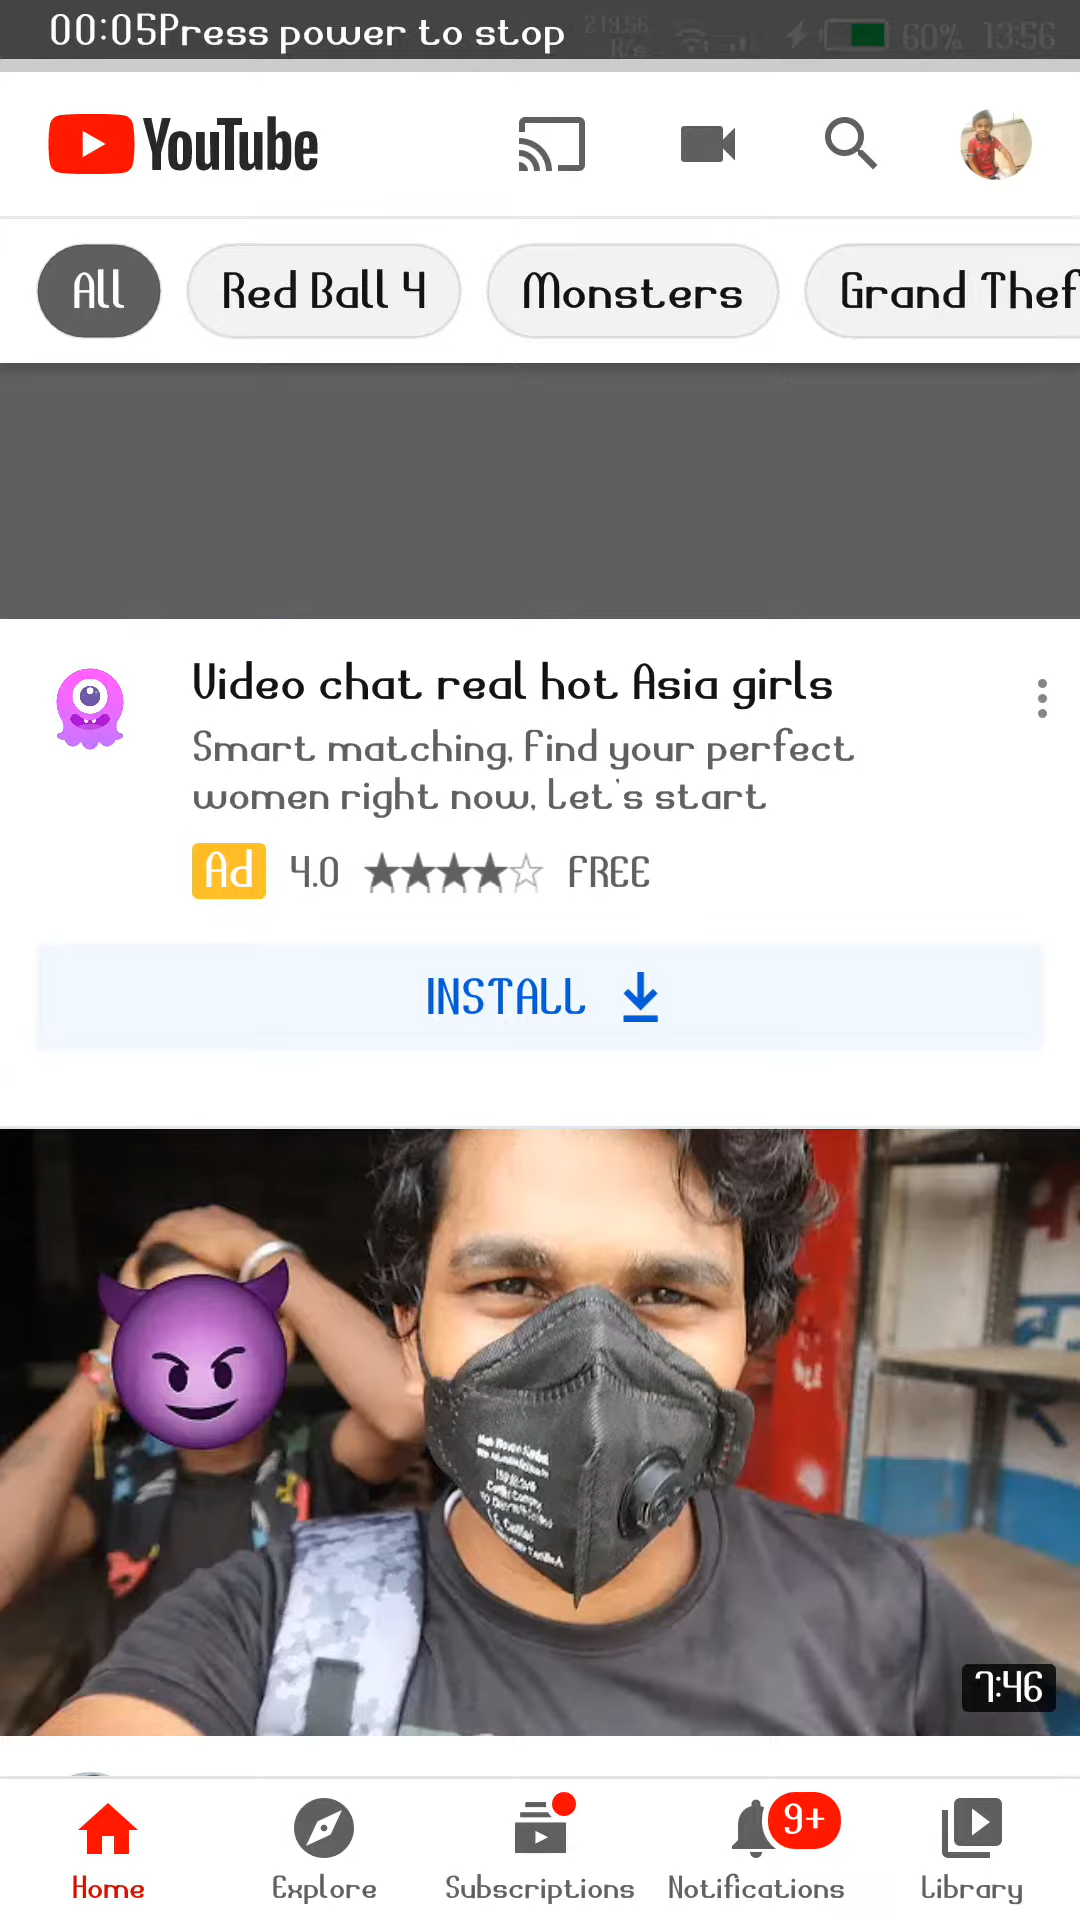 00:05Press power to stop
219.56
R/s
60% 13:56
YouTube
All
Red Ball 4
Monsters
Grand Thef
Video chat real hot Asia girls
Smart matching, find your perfect
women right now, let's start
Ad 4.0 FREE
INSTALL
7:46
Home
Explore
Subscriptions
9+
Notifications
Library